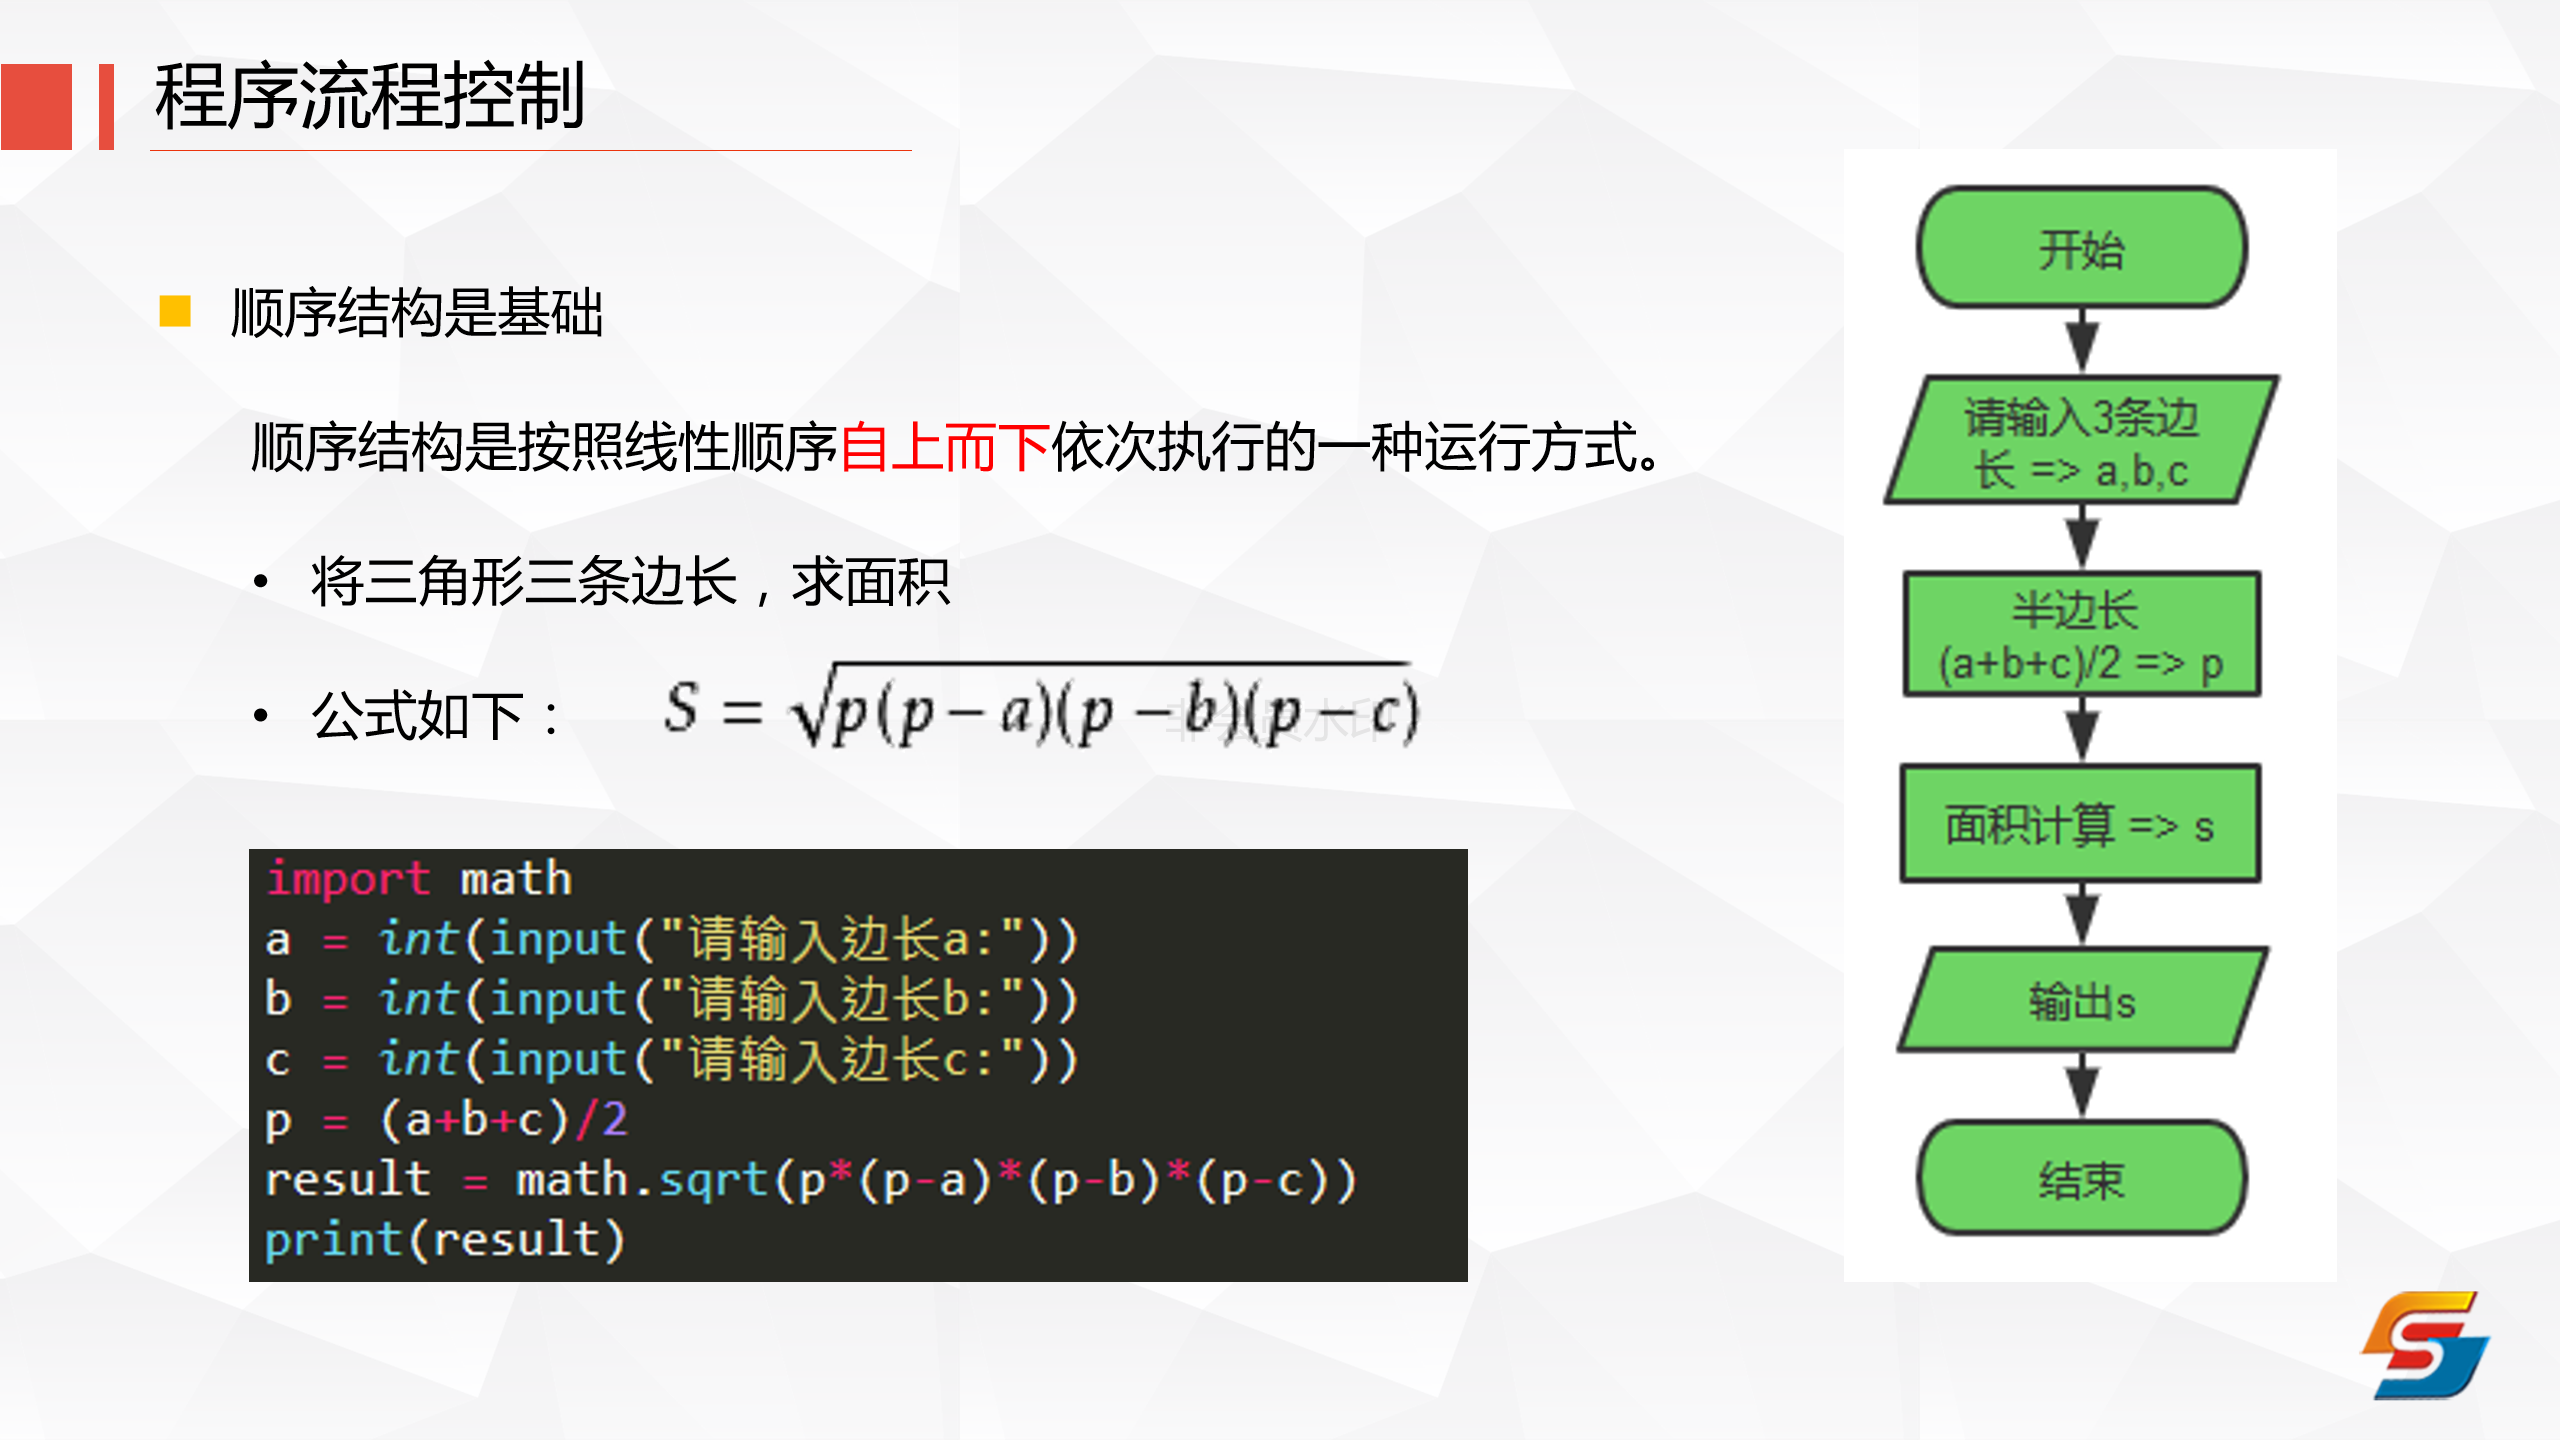 程序流程控制
顺序结构是基础
顺序结构是按照线性顺序自上而下依次执行的一种运行方式。
• 将三角形三条边长，求面积
• 公式如下： S = √p(p − a)(p − b)(p − c)
非会员水印
import math
a = int(input("请输入边长a:"))
b = int(input("请输入边长b:"))
c = int(input("请输入边长c:"))
p = (a+b+c)/2
result = math.sqrt(p*(p-a)*(p-b)*(p-c))
print(result)
开始
请输入3条边
长 => a,b,c
半边长
(a+b+c)/2 => p
面积计算 => s
输出s
结束